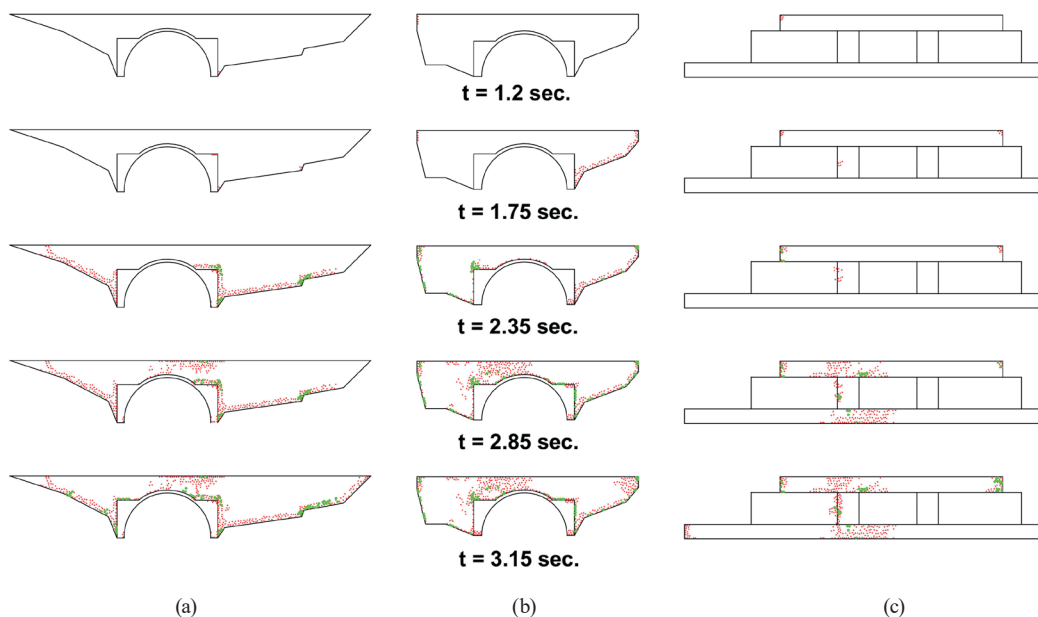 t = 1.2 sec.
t = 1.75 sec.
t = 2.35 sec.
t = 2.85 sec.
t = 3.15 sec.
(a) (b) (c)